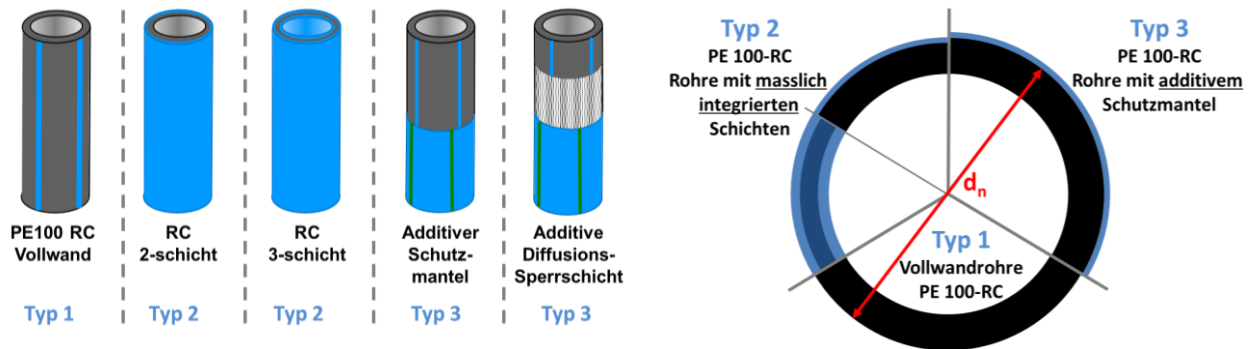 PE100 RC
Vollwand
Typ 1
RC
2-schicht
Typ 2
RC
3-schicht
Typ 2
Additiver
Schutz-
mantel
Typ 3
Additive
Diffusions-
Sperrschicht
Typ 3
Typ 2
PE 100-RC
Rohre mit masslich
integrierten
Schichten
Typ 3
PE 100-RC
Rohre mit additivem
Schutzmantel
dn
Typ 1
Vollwandrohre
PE 100-RC